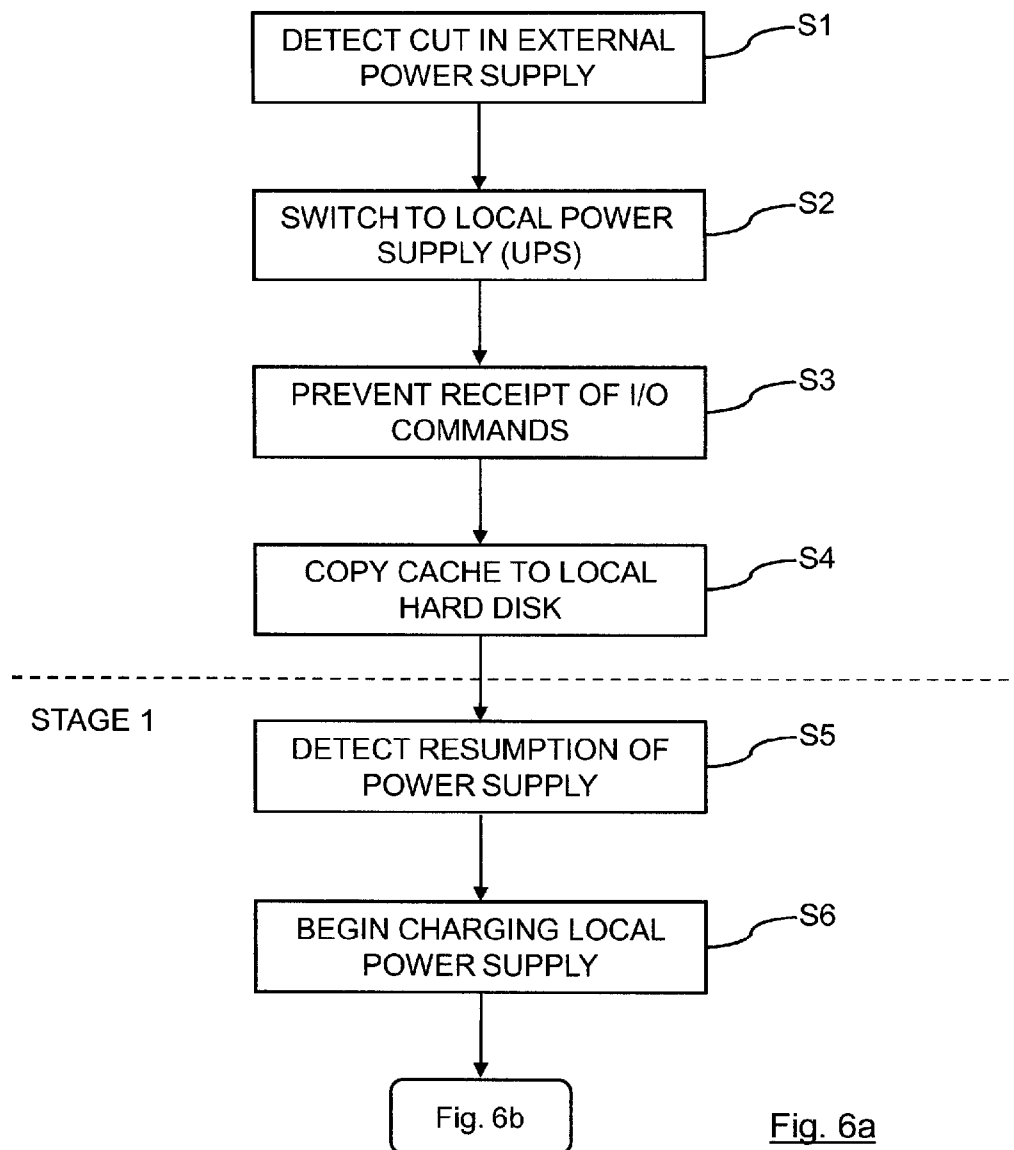 DETECT CUT IN EXTERNAL
POWER SUPPLY
S1
SWITCH TO LOCAL POWER
SUPPLY (UPS)
S2
PREVENT RECEIPT OF I/O
COMMANDS
S3
COPY CACHE TO LOCAL
HARD DISK
S4
STAGE 1
DETECT RESUMPTION OF
POWER SUPPLY
S5
BEGIN CHARGING LOCAL
POWER SUPPLY
S6
Fig. 6b
Fig. 6a